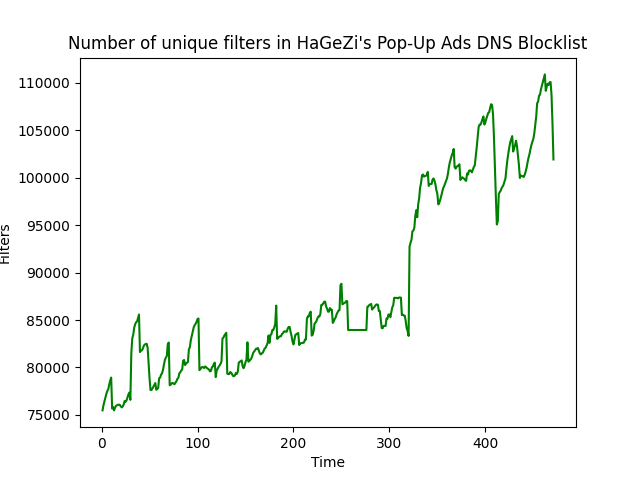 Number of unique filters in HaGeZi's Pop-Up Ads DNS Blocklist
110000
105000
100000
95000
90000
85000
80000
75000
Filters
0 100 200 300 400
Time